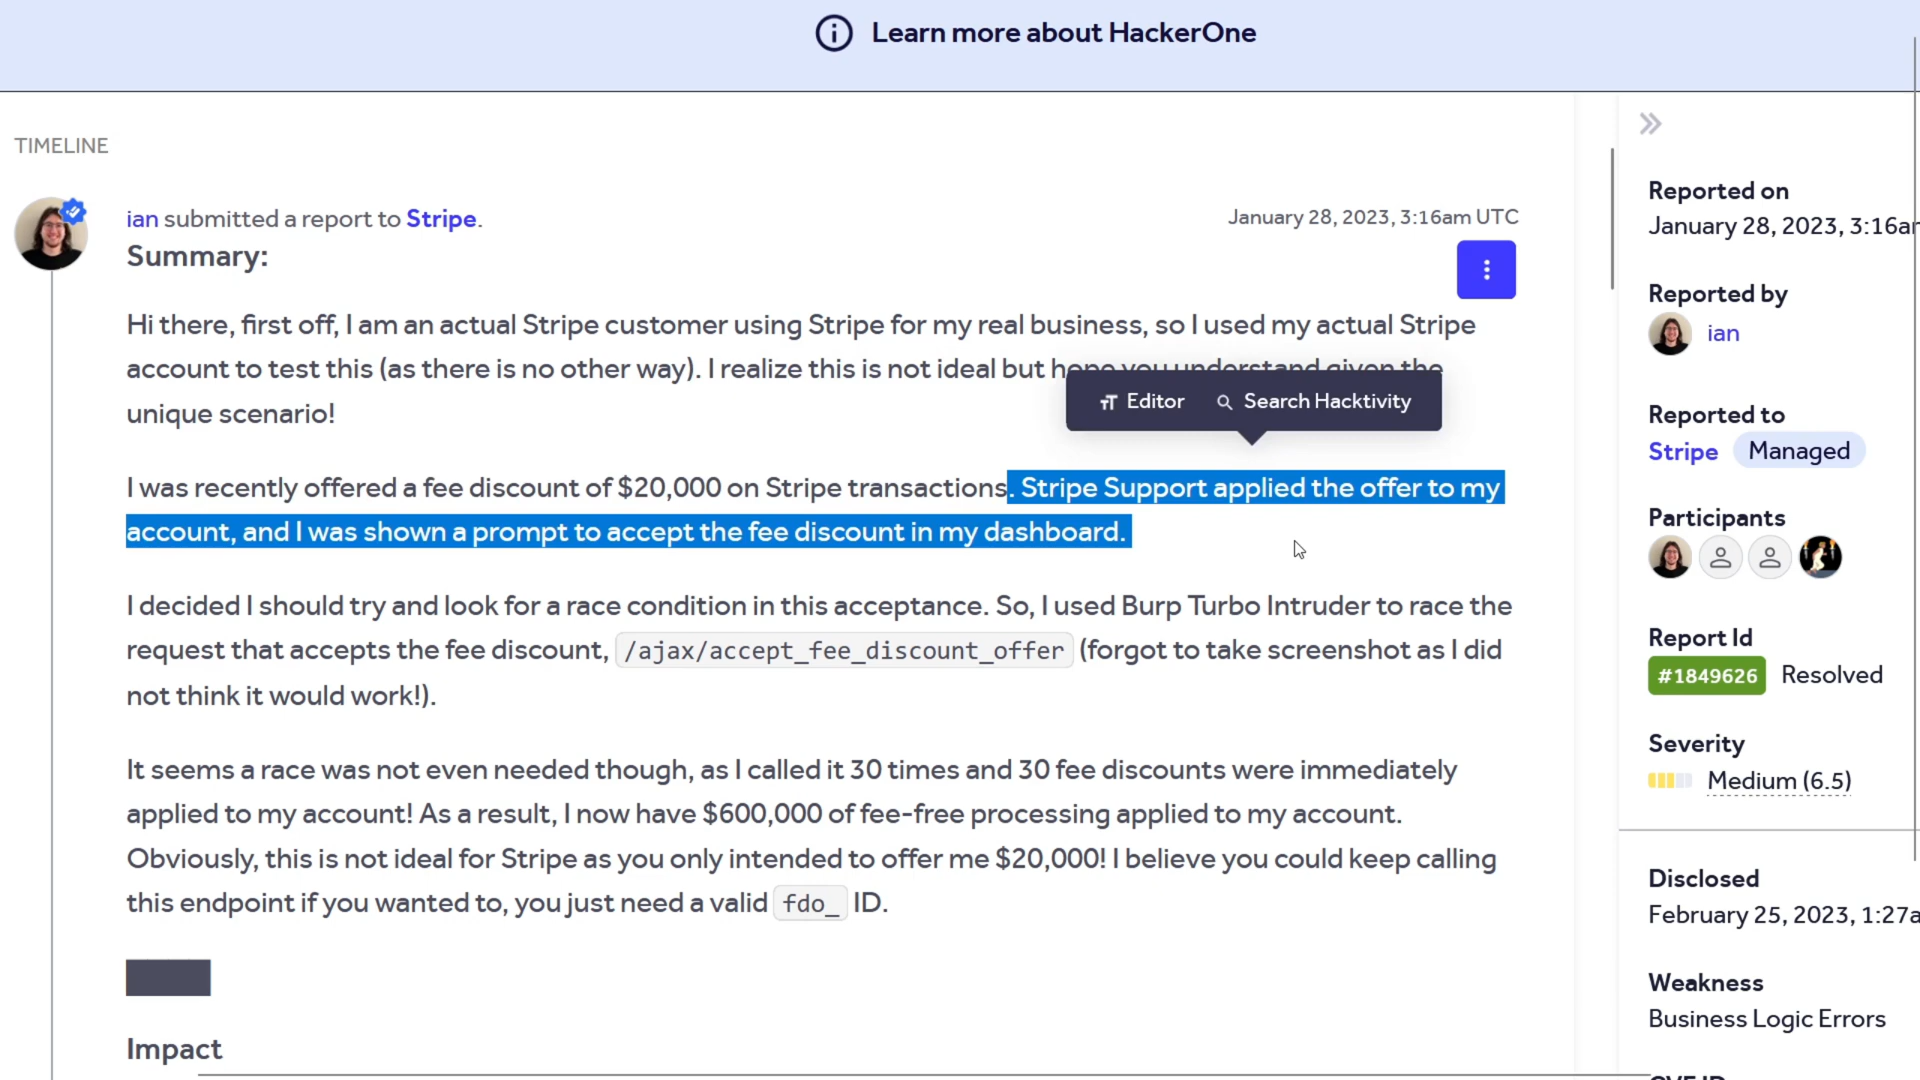 Learn more about HackerOne
TIMELINE
ian submitted a report to Stripe.
January 28, 2023, 3:16am UTC
Summary:
Hi there, first off, I am an actual Stripe customer using Stripe for my real business, so I used my actual Stripe
account to test this (as there is no other way). I realize this is not ideal but hope you understand given the
unique scenario!
Editor
Search Hacktivity
I was recently offered a fee discount of $20,000 on Stripe transactions. Stripe Support applied the offer to my
account, and I was shown a prompt to accept the fee discount in my dashboard.
I decided I should try and look for a race condition in this acceptance. So, I used Burp Turbo Intruder to race the
request that accepts the fee discount, /ajax/accept_fee_discount_offer (forgot to take screenshot as I did
not think it would work!).
It seems a race was not even needed though, as I called it 30 times and 30 fee discounts were immediately
applied to my account! As a result, I now have $600,000 of fee-free processing applied to my account.
Obviously, this is not ideal for Stripe as you only intended to offer me $20,000! I believe you could keep calling
this endpoint if you wanted to, you just need a valid fdo_ ID.
Impact
Reported on
January 28, 2023, 3:16am
Reported by
ian
Reported to
Stripe Managed
Participants
Report Id
#1849626 Resolved
Severity
Medium (6.5)
Disclosed
February 25, 2023, 1:27a
Weakness
Business Logic Errors
CVE ID